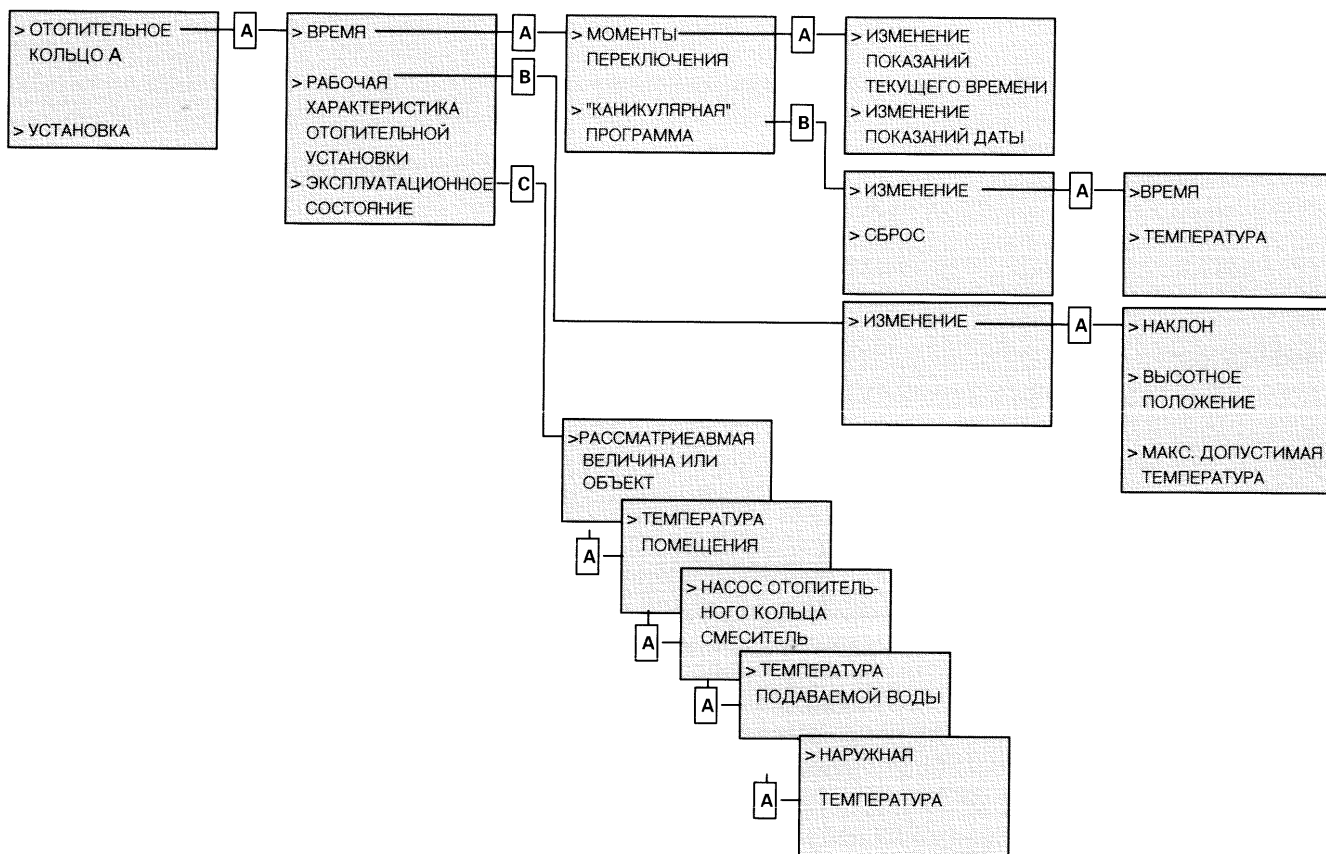 > ОТОПИТЕЛЬНОЕ
КОЛЬЦО А
> УСТАНОВКА
A
> ВРЕМЯ
> РАБОЧАЯ
ХАРАКТЕРИСТИКА
ОТОПИТЕЛЬНОЙ
УСТАНОВКИ
> ЭКСПЛУАТАЦИОННОЕ
СОСТОЯНИЕ
A
B
C
> МОМЕНТЫ
ПЕРЕКЛЮЧЕНИЯ
> "КАНИКУЛЯРНАЯ"
ПРОГРАММА
A
B
> ИЗМЕНЕНИЕ
ПОКАЗАНИЙ
ТЕКУЩЕГО ВРЕМЕНИ
> ИЗМЕНЕНИЕ
ПОКАЗАНИЙ ДАТЫ
> ИЗМЕНЕНИЕ
> СБРОС
A
>ВРЕМЯ
> ТЕМПЕРАТУРА
> ИЗМЕНЕНИЕ
A
> НАКЛОН
> ВЫСОТНОЕ
ПОЛОЖЕНИЕ
> МАКС. ДОПУСТИМАЯ
ТЕМПЕРАТУРА
>РАССМАТРИЕАВМАЯ
ВЕЛИЧИНА ИЛИ
ОБЪЕКТ
A
> ТЕМПЕРАТУРА
ПОМЕЩЕНИЯ
A
> НАСОС ОТОПИТЕЛЬ-
НОГО КОЛЬЦА
СМЕСИТЕЛЬ
A
> ТЕМПЕРАТУРА
ПОДАВАЕМОЙ ВОДЫ
A
> НАРУЖНАЯ
ТЕМПЕРАТУРА